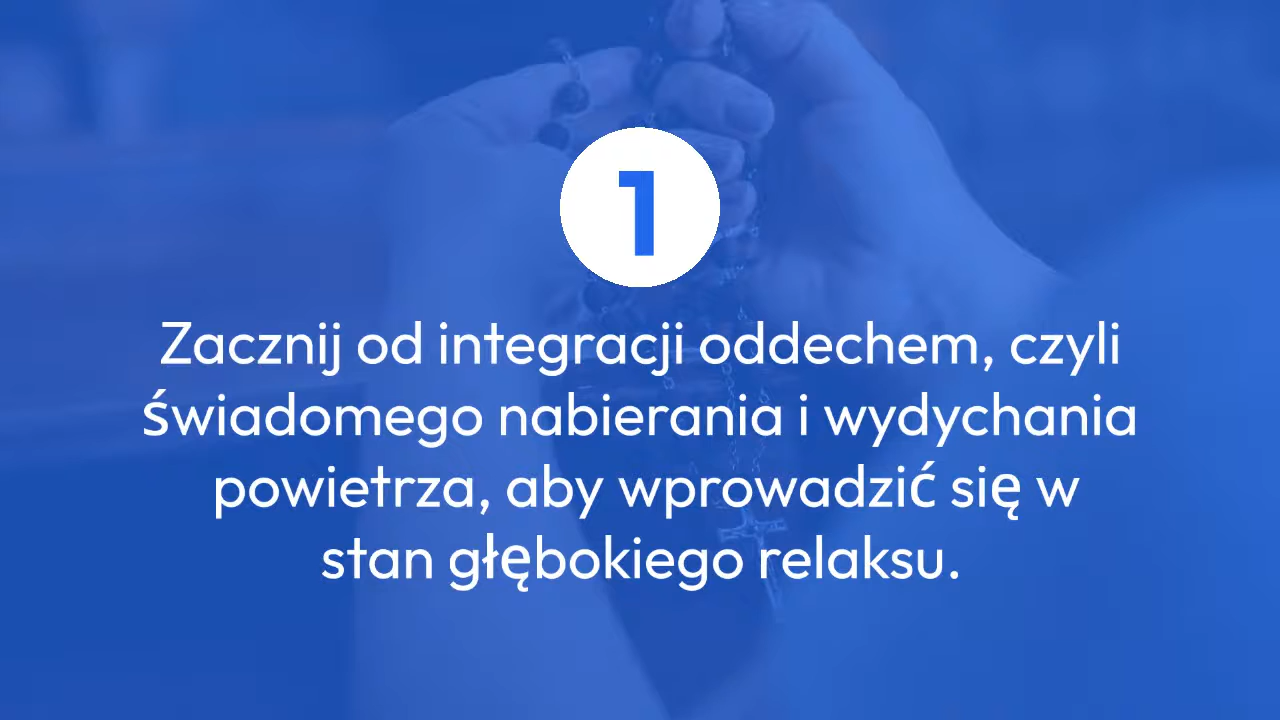 1
Zacznij od integracji oddechem, czyli
świadomego nabierania i wydychania
powietrza, aby wprowadzić się w
stan głębokiego relaksu.